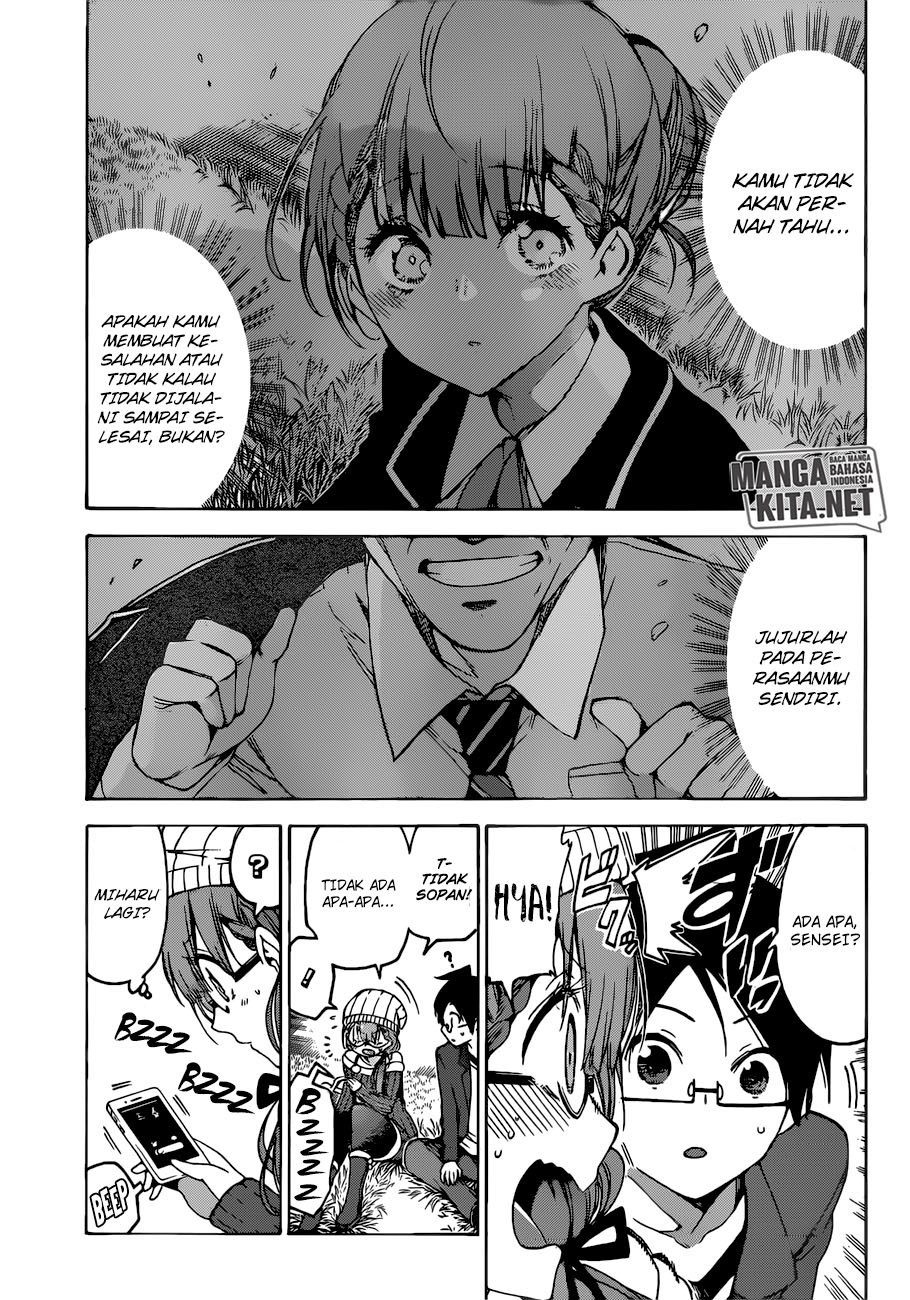 KAMU TIDAK
AKAN PER-
NAH TAHU...
APAKAH KAMU
MEMBUAT KE-
SALAHAN ATAU
TIDAK KALAU
TIDAK DIJALA-
NI SAMPAI SE-
LESAI, BUKAN?
MANGA BACA MANGA
BAHASA
INDONESIA
KITA.NET
JUJURLAH
PADA PE-
RASAANMU
SENDIRI.
ADA APA,
SENSEI?
HYA!
T-
TIDAK
SOPAN!
TIDAK ADA
APA-APA...
?
!
BZZZZ
?
MIHARU
LAGI?
BZZZ
BZZZ
BEEP